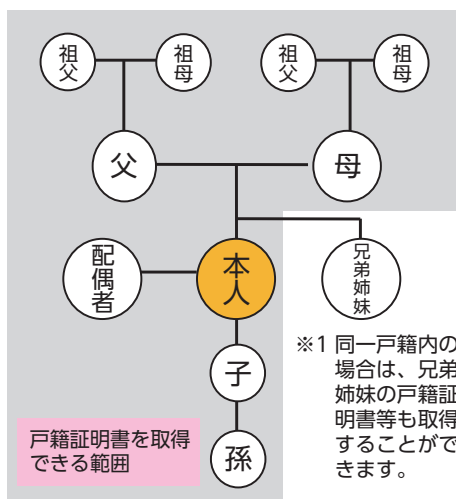 祖父
祖母
祖父
祖母
父
母
配偶者
本人
兄弟姉妹
子
孫
戸籍証明書を取得
できる範囲
※1 同一戸籍内の
場合は、兄弟
姉妹の戸籍証
明書等も取得
することがで
きます。